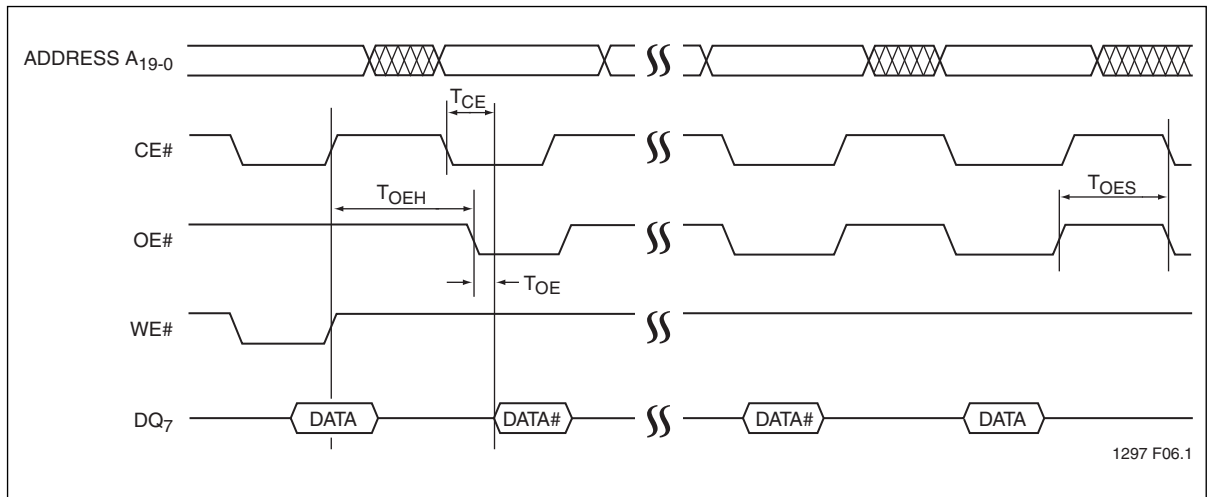 ADDRESS A19-0
TCE
CE#
TOEH
TOES
OE#
TOE
WE#
DQ7
DATA
DATA#
DATA#
DATA
1297 F06.1